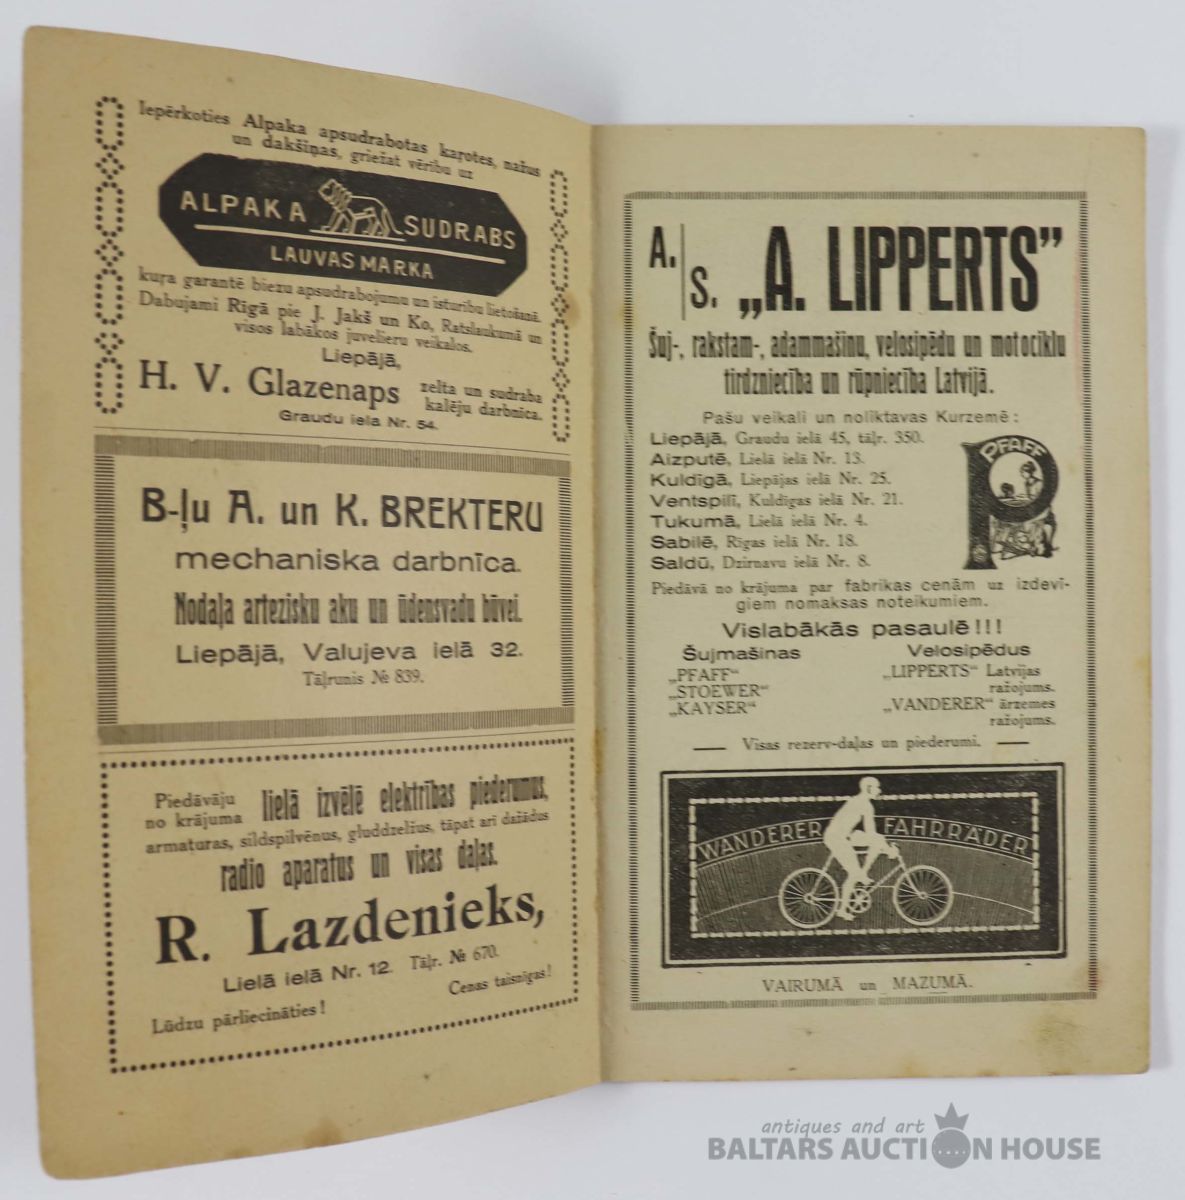 Iepērkoties Alpaka apsudrabotas karotes, nažus
un dakšiņas, griežat vērību uz
ALPAKA SUDRABS
LAUVAS MARKA
kuŗa garantē biezu apsudrabojumu un isturibu lietošanā.
Dabujami Rīgā pie J. Jakš un Ko, Ratslaukumā un
visos labākos juvelieru veikalos.
Liepājā,
H. V. Glazenaps zelta un sudraba
kalēju darbnica.
Graudu iela Nr. 54.
B-ļu A. un K. BREKTERU
mechaniska darbnīca.
Nodaļa artezisku aku un ūdensvadu būvei.
Liepājā, Valujeva ielā 32.
Tāļrunis № 839.
Piedāvāju
no krājuma
lielā izvēlē elektrības piederumus,
armaturas, sildspilvēnus, gluddzelžus, tāpat arī dažādus
radio aparatus un visas daļas.
R. Lazdenieks,
Lielā ielā Nr. 12. Tāļr. № 670.
Cenas taisnīgas!
Lūdzu pārliecināties!
A./S. „A. LIPPERTS”
Šuj-, rakstam-, adammašinu, velosipēdu un motociklu
tirdzniecība un rūpniecība Latvijā.
Pašu veikali un noliktavas Kurzemē:
Liepājā, Graudu ielā 45, tāļr. 350.
Aizputē, Lielā ielā Nr. 13.
Kuldīgā, Liepājas ielā Nr. 25.
Ventspilī, Kuldigas ielā Nr. 21.
Tukumā, Lielā ielā Nr. 4.
Sabilē, Rīgas ielā Nr. 18.
Saldū, Dzirnavu ielā Nr. 8.
PFAFF
Piedāvā no krājuma par fabrikas cenām uz izdevī-
giem nomaksas noteikumiem.
Vislabākās pasaulē!!!
Šujmašinas Velosipēdus
„PFAFF“ „LIPPERTS“ Latvijas
„STOEWER“ ražojums.
„KAYSER“ „VANDERER“ ārzemes
ražojums.
Visas rezerv-daļas un piederumi.
WANDERER FAHRRÄDER
VAIRUMĀ un MAZUMĀ.
antiques and art
BALTARS AUCTION HOUSE